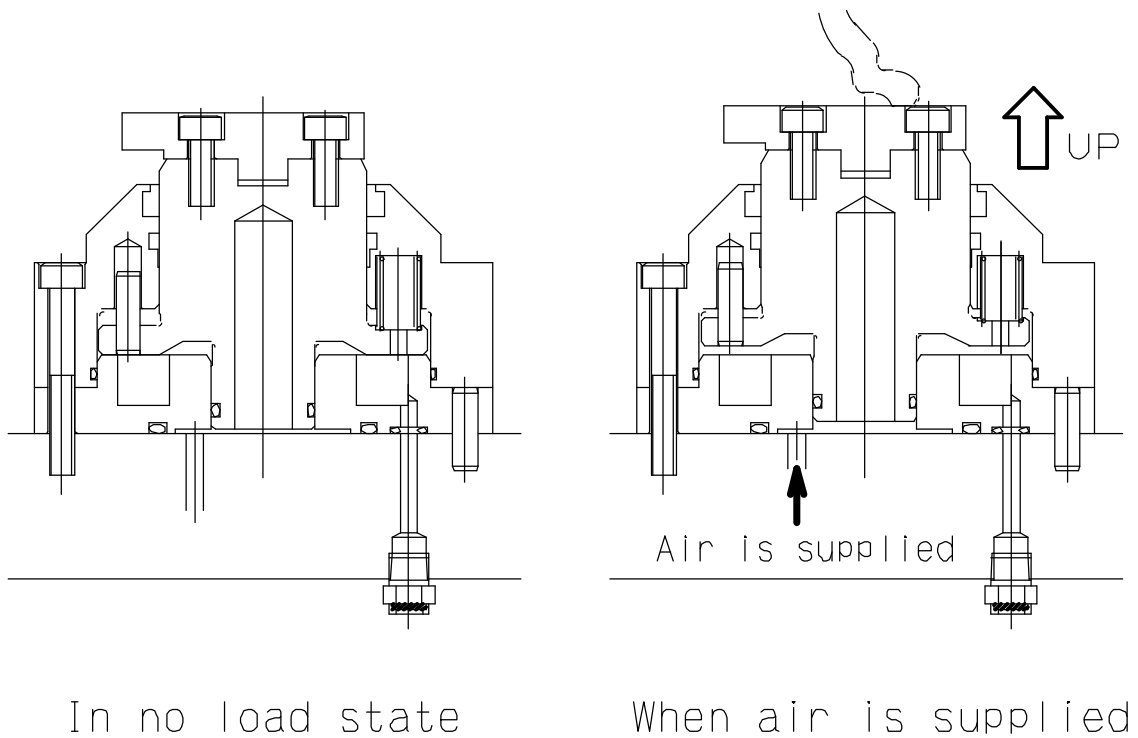 UP
Air is supplied
In no load state
When air is supplied